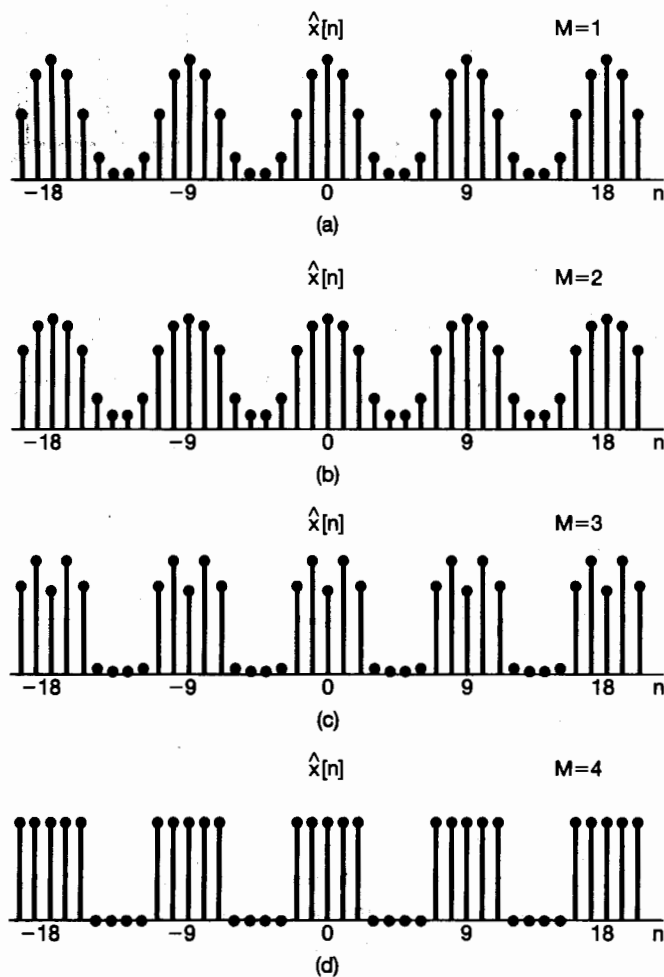 x̂[n] M=1
−18 −9 0 9 18 n
(a)
x̂[n] M=2
−18 −9 0 9 18 n
(b)
x̂[n] M=3
−18 −9 0 9 18 n
(c)
x̂[n] M=4
−18 −9 0 9 18 n
(d)